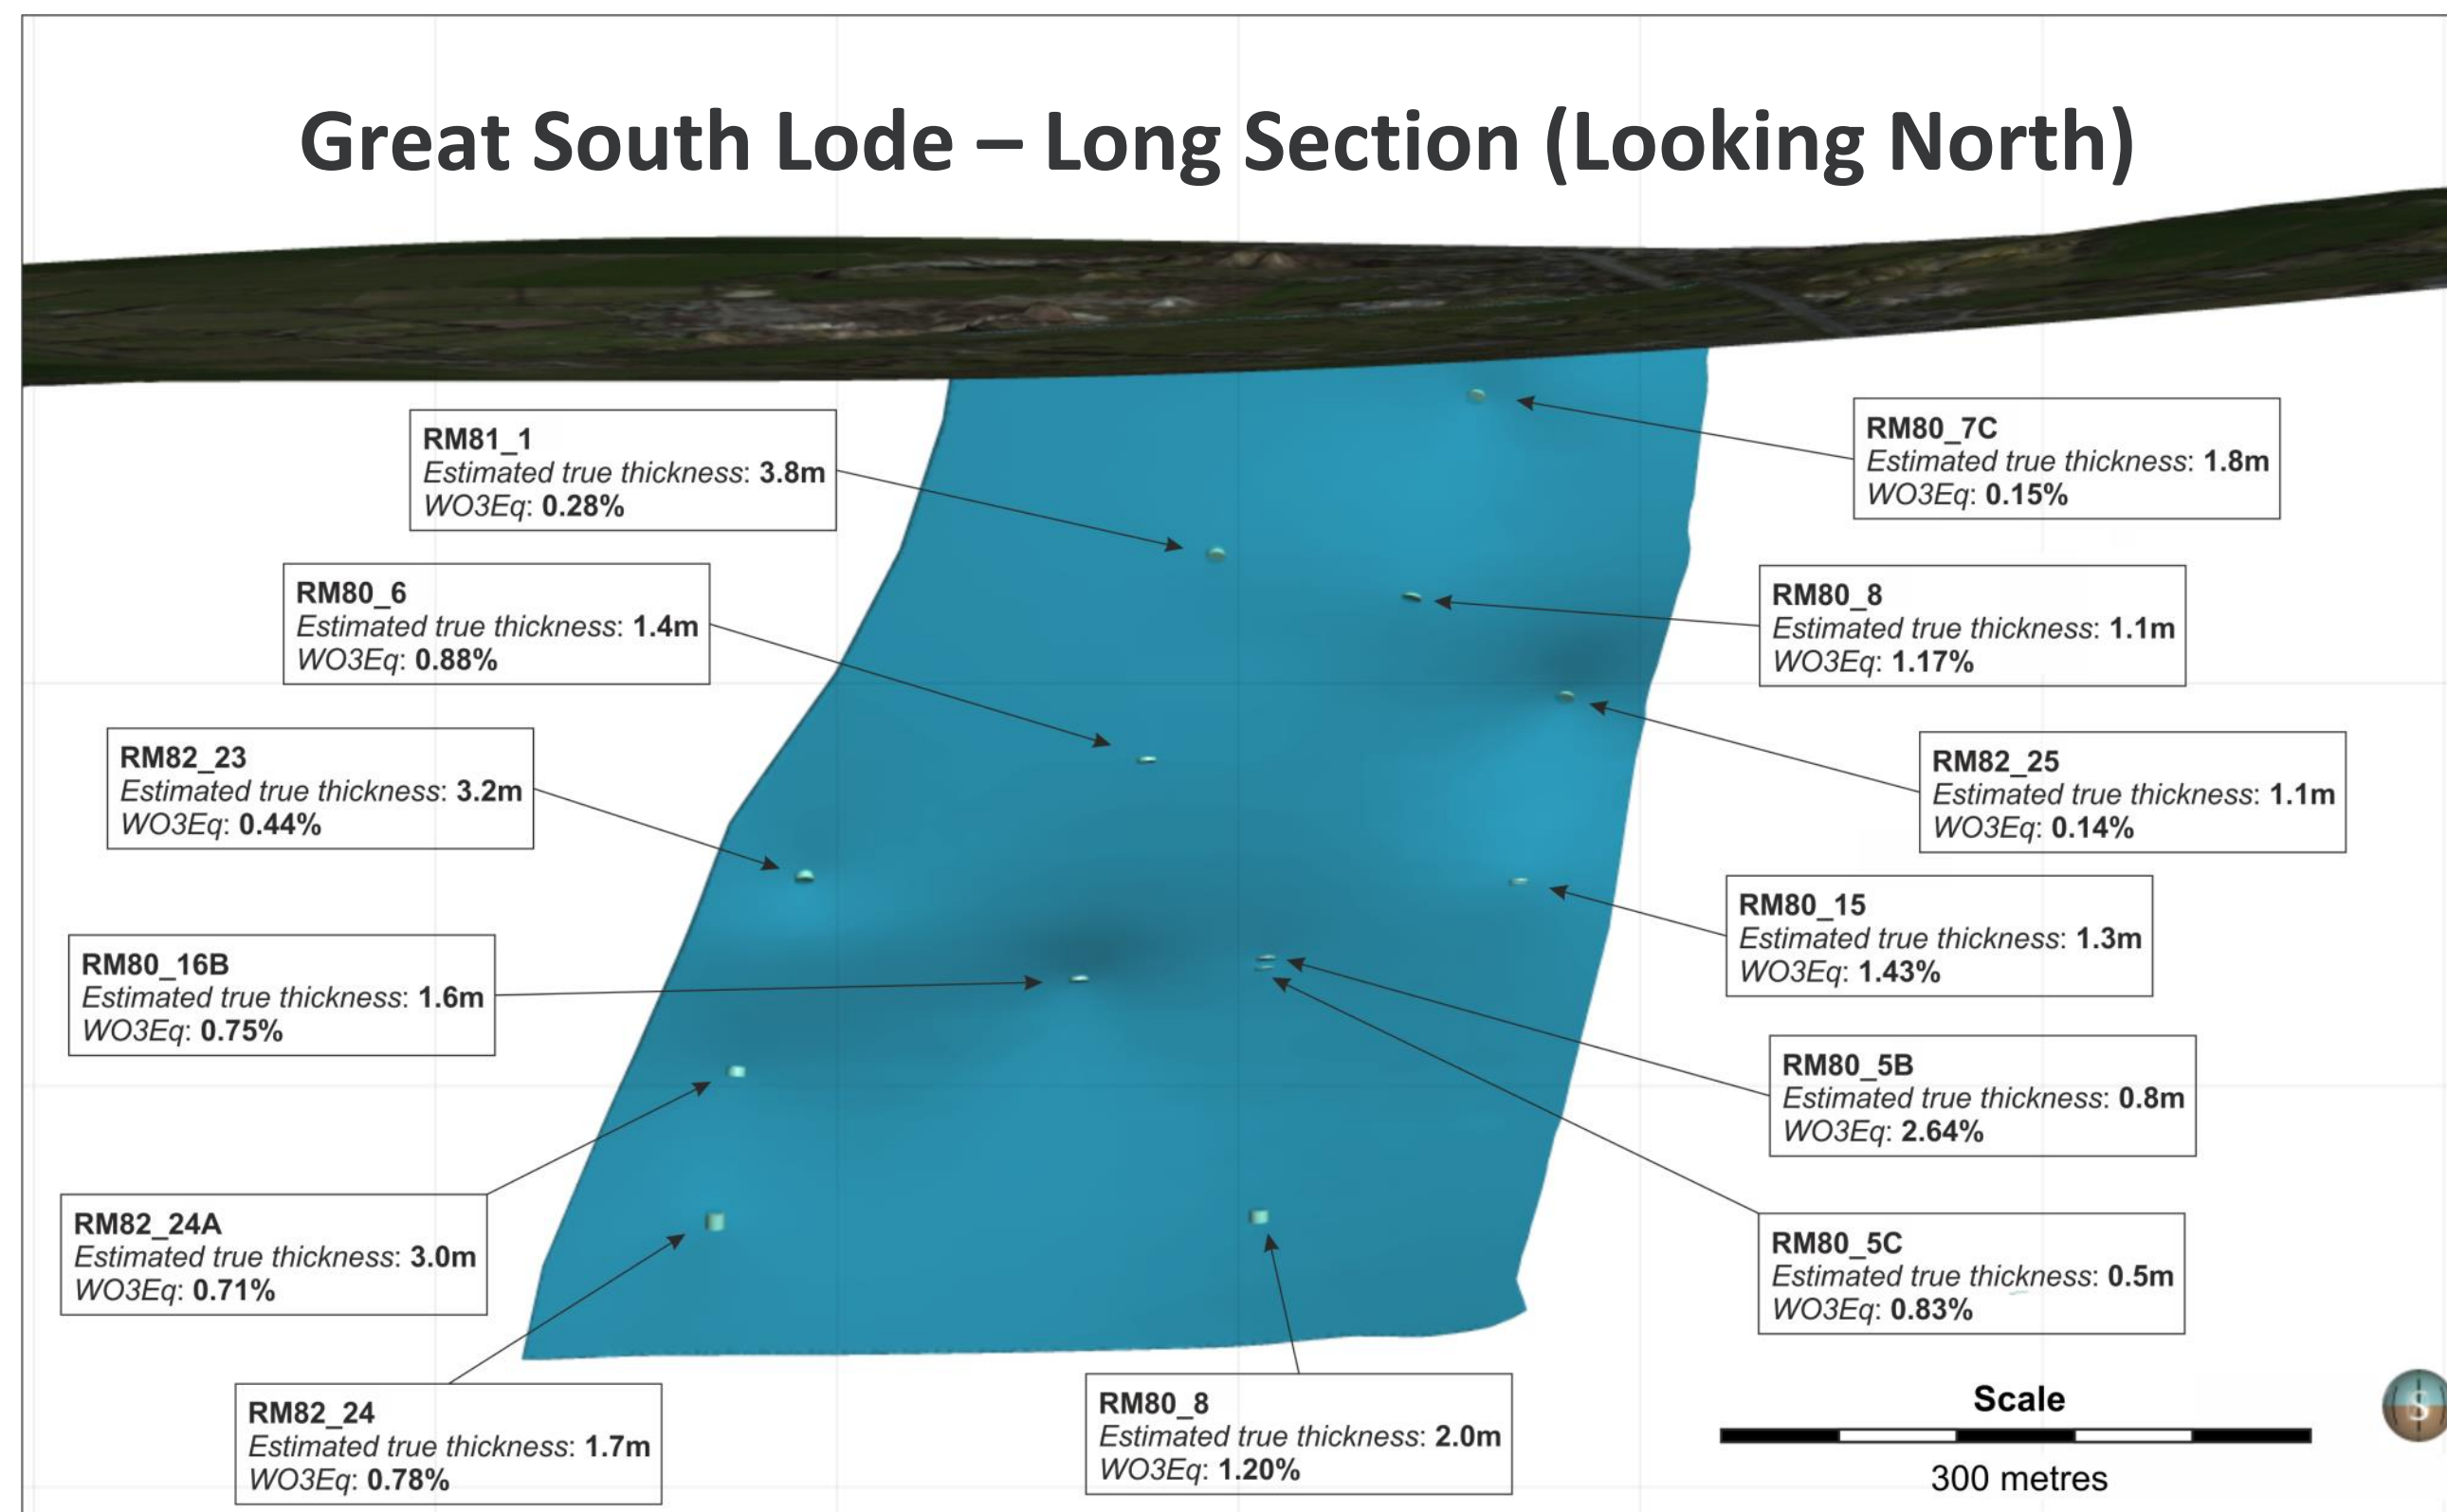 Great South Lode – Long Section (Looking North)
RM81_1
Estimated true thickness: 3.8m
WO3Eq: 0.28%
RM80_7C
Estimated true thickness: 1.8m
WO3Eq: 0.15%
RM80_6
Estimated true thickness: 1.4m
WO3Eq: 0.88%
RM80_8
Estimated true thickness: 1.1m
WO3Eq: 1.17%
RM82_23
Estimated true thickness: 3.2m
WO3Eq: 0.44%
RM82_25
Estimated true thickness: 1.1m
WO3Eq: 0.14%
RM80_15
Estimated true thickness: 1.3m
WO3Eq: 1.43%
RM80_16B
Estimated true thickness: 1.6m
WO3Eq: 0.75%
RM80_5B
Estimated true thickness: 0.8m
WO3Eq: 2.64%
RM82_24A
Estimated true thickness: 3.0m
WO3Eq: 0.71%
RM80_5C
Estimated true thickness: 0.5m
WO3Eq: 0.83%
RM82_24
Estimated true thickness: 1.7m
WO3Eq: 0.78%
RM80_8
Estimated true thickness: 2.0m
WO3Eq: 1.20%
Scale
300 metres
S